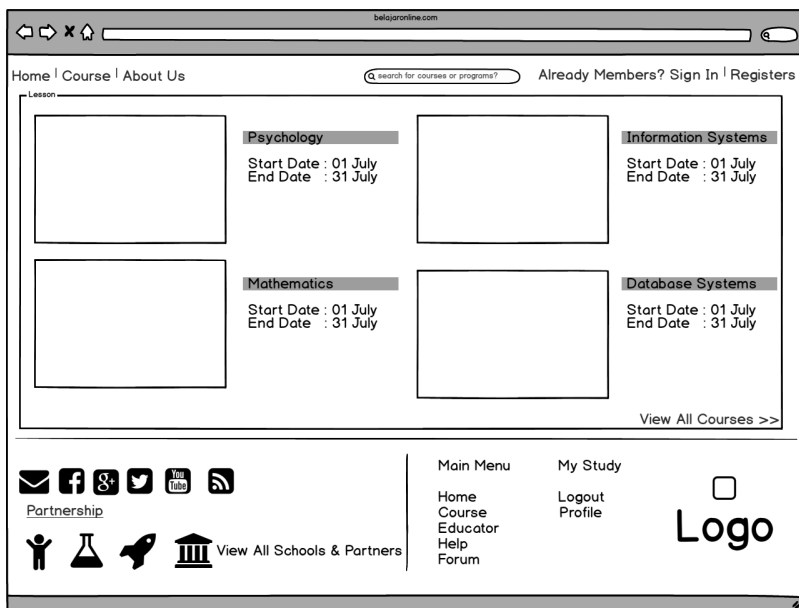 belajaronline.com
Home | Course | About Us
search for courses or programs?
Already Members? Sign In | Registers
Lesson
Psychology
Start Date : 01 July
End Date : 31 July
Information Systems
Start Date : 01 July
End Date : 31 July
Mathematics
Start Date : 01 July
End Date : 31 July
Database Systems
Start Date : 01 July
End Date : 31 July
View All Courses >>
You
Tube
Partnership
View All Schools & Partners
Main Menu
Home
Course
Educator
Help
Forum
My Study
Logout
Profile
Logo